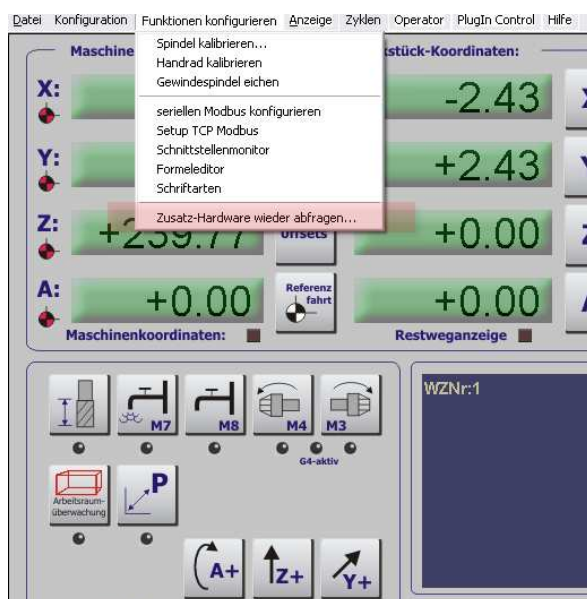 Datei Konfiguration Funktionen konfigurieren Anzeige Zyklen Operator PlugIn Control Hilfe
Spindel kalibrieren...
Handrad kalibrieren
Gewindespindel eichen
seriellen Modbus konfigurieren
Setup TCP Modbus
Schnittstellenmonitor
Formeleditor
Schriftarten
Zusatz-Hardware wieder abfragen...
Maschine
stück-Koordinaten:
X:
-2.43
Y:
+2.43
Z:
+239.77
offsets
+0.00
A:
+0.00
Referenz
fahrt
+0.00
Maschinenkoordinaten:
Restweganzeige
M7
M8
M4
M3
G4-aktiv
Arbeitsraum-
überwachung
P
A+
Z+
Y+
WZNr:1